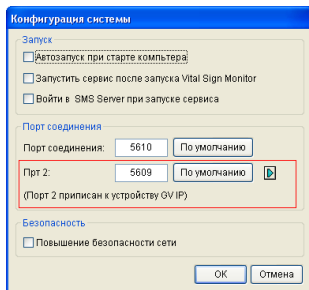 Конфигурация системы
Запуск
Автозапуск при старте компьтера
Запустить сервис после запуска Vital Sign Monitor
Войти в SMS Server при запуске сервиса
Порт соединения
Порт соединения: 5610 По умолчанию
Прт 2: 5609 По умолчанию
(Порт 2 приписан к устройству GV IP)
Безопасность
Повышение безопасности сети
OK Отмена